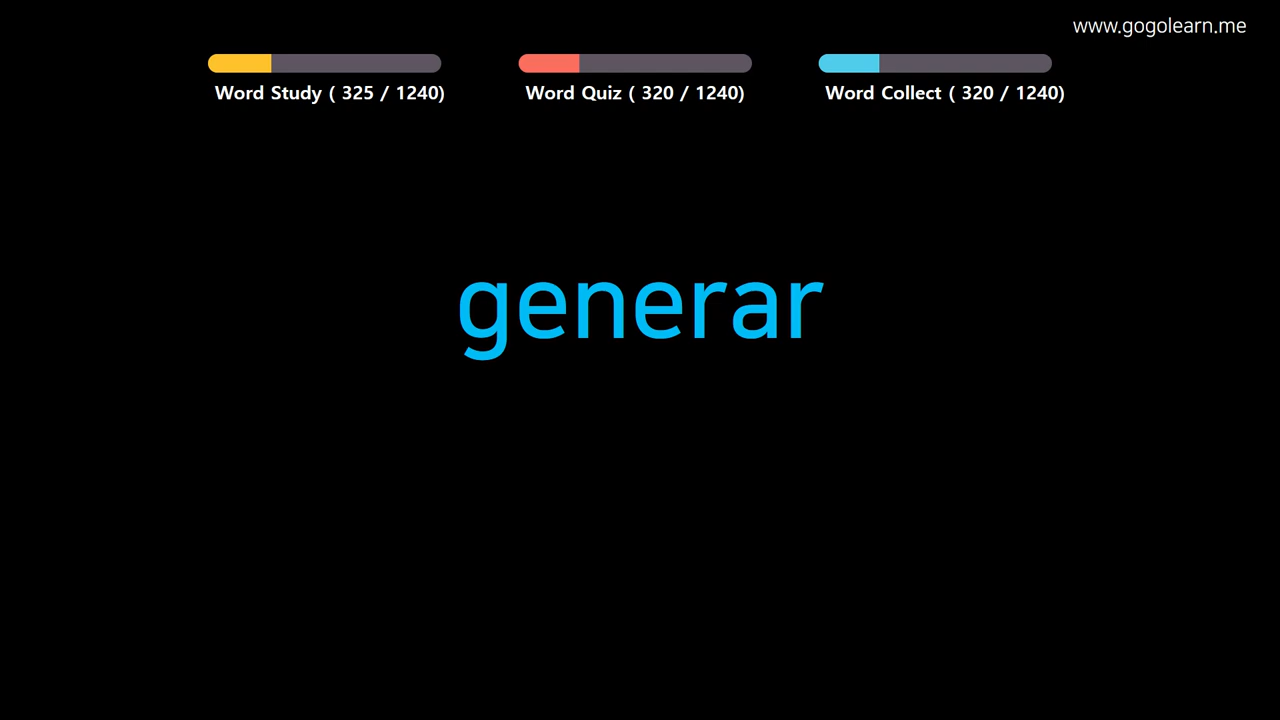 www.gogolearn.me
Word Study ( 325 / 1240)
Word Quiz ( 320 / 1240)
Word Collect ( 320 / 1240)
generar